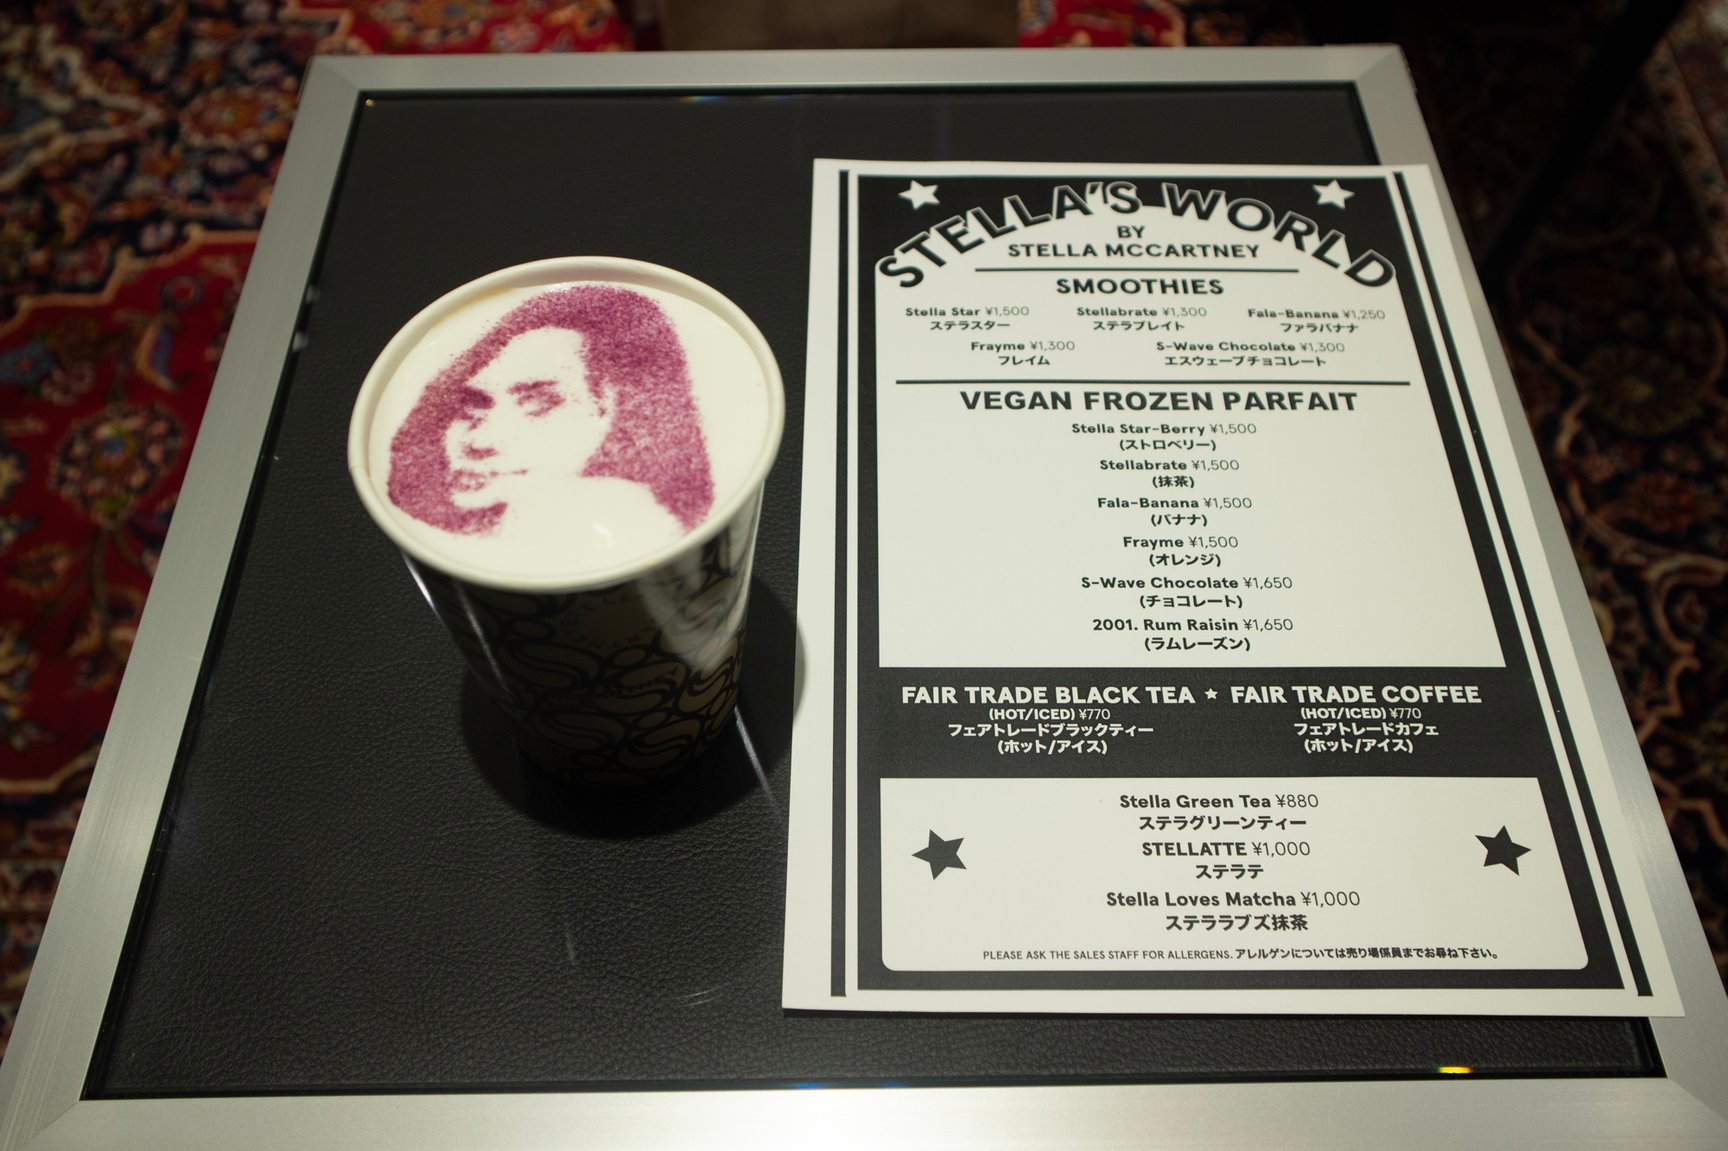 STELLA'S WORLD
BY
STELLA MCCARTNEY
SMOOTHIES
Stella Star ¥1,500 Stellabrate ¥1,300 Fala-Banana ¥1,250
ステラスター ステラブレイト ファラバナナ
Frayme ¥1,300 S-Wave Chocolate ¥1,300
フレイム エスウェーブチョコレート
VEGAN FROZEN PARFAIT
Stella Star-Berry ¥1,500
(ストロベリー)
Stellabrate ¥1,500
(抹茶)
Fala-Banana ¥1,500
(バナナ)
Frayme ¥1,500
(オレンジ)
S-Wave Chocolate ¥1,650
(チョコレート)
2001. Rum Raisin ¥1,650
(ラムレーズン)
FAIR TRADE BLACK TEA ★ FAIR TRADE COFFEE
(HOT/ICED) ¥770 (HOT/ICED) ¥770
フェアトレードブラックティー フェアトレードカフェ
(ホット/アイス) (ホット/アイス)
Stella Green Tea ¥880
ステラグリーンティー
STELLATTE ¥1,000
ステラテ
Stella Loves Matcha ¥1,000
ステララブズ抹茶
PLEASE ASK THE SALES STAFF FOR ALLERGENS. アレルゲンについては売り場係員までお尋ね下さい。